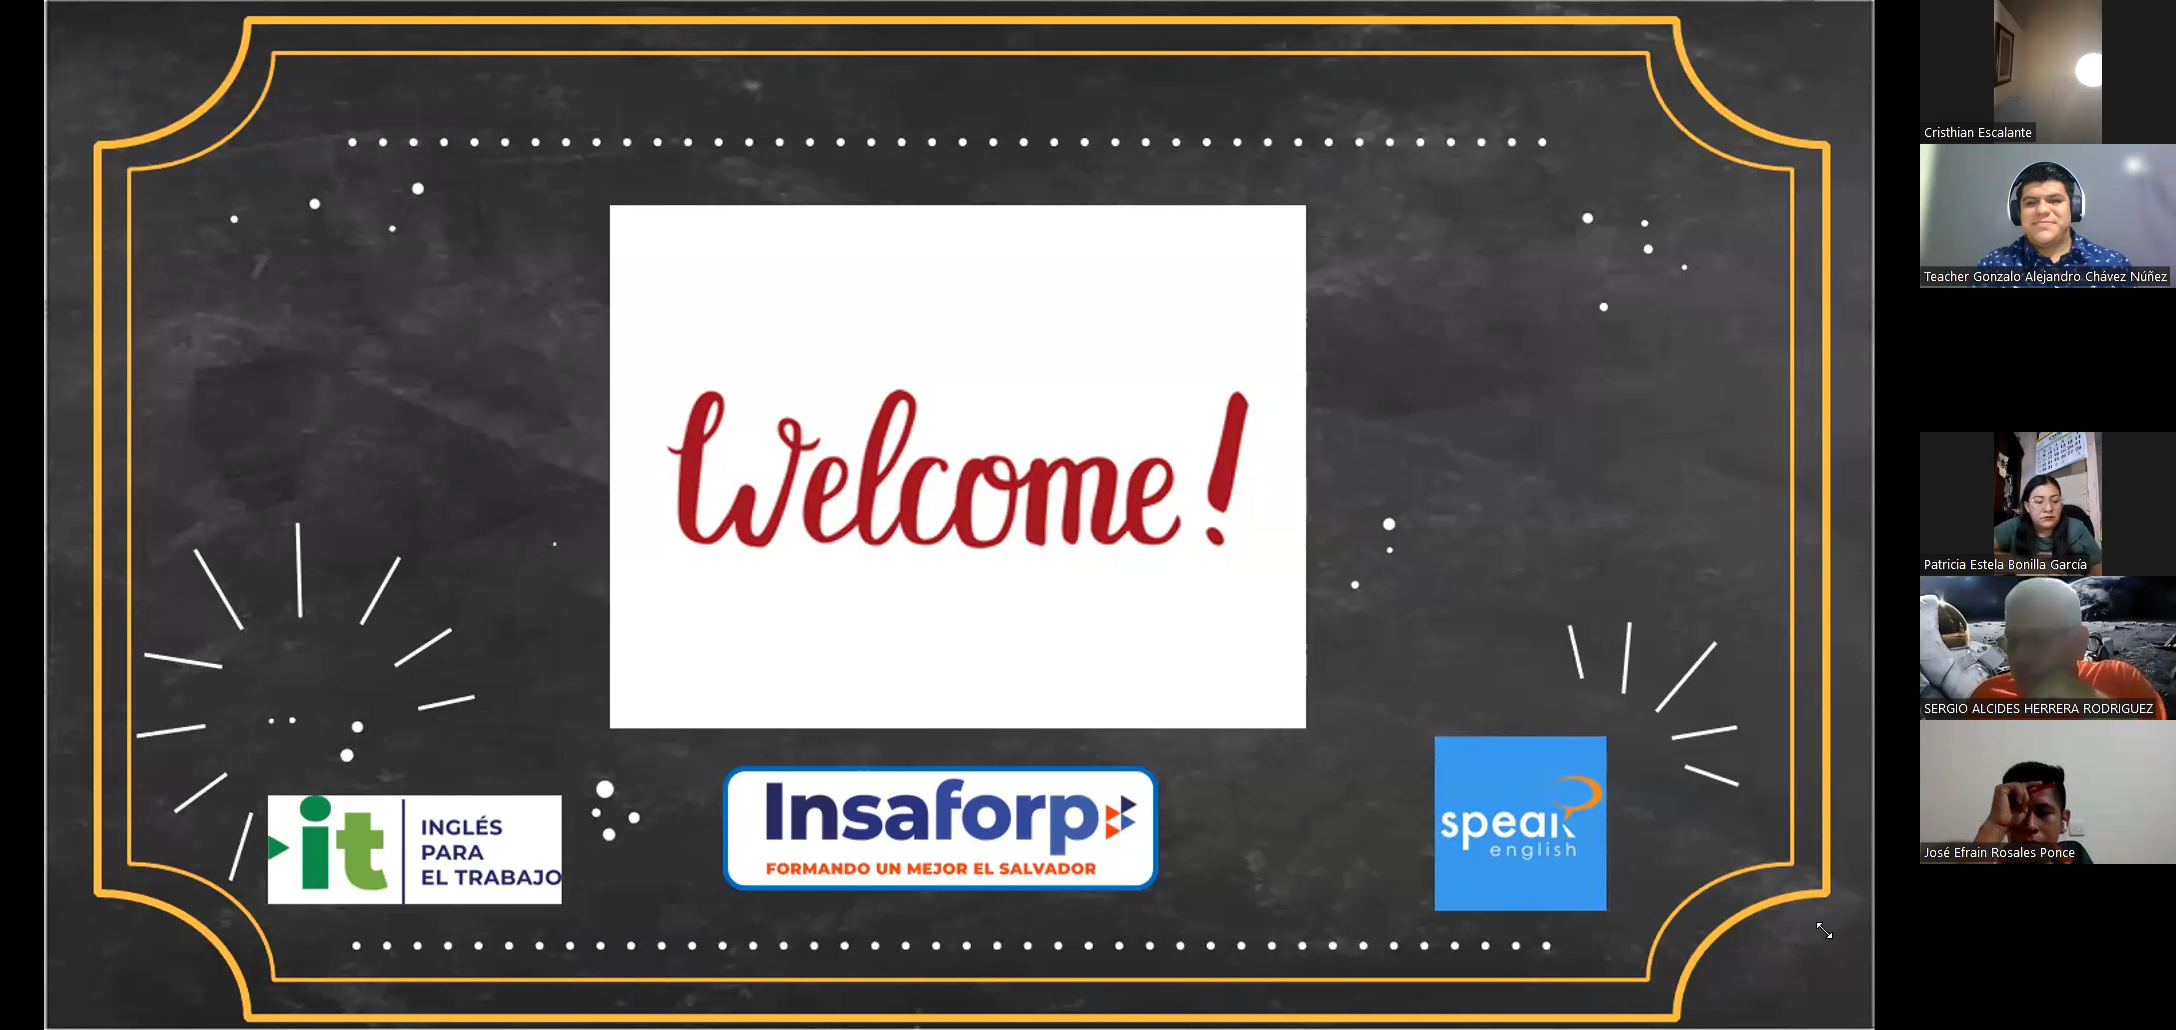 Welcome!
it
INGLÉS
PARA
EL TRABAJO
Insaforp
FORMANDO UN MEJOR EL SALVADOR
speak
english
Cristhian Escalante
Teacher Gonzalo Alejandro Chávez Núñez
Patricia Estela Bonilla García
SERGIO ALCIDES HERRERA RODRIGUEZ
José Efrain Rosales Ponce